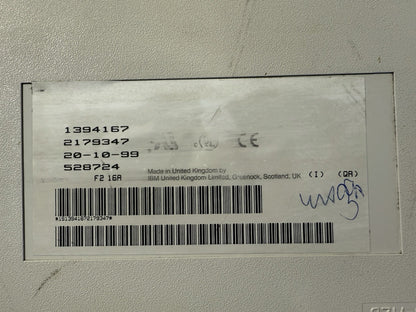 1394167
2179347
20-10-99
528724
F2 16A
CE
Made in United Kingdom by
IBM United Kingdom Limited, Greenock, Scotland, UK (I) (QA)